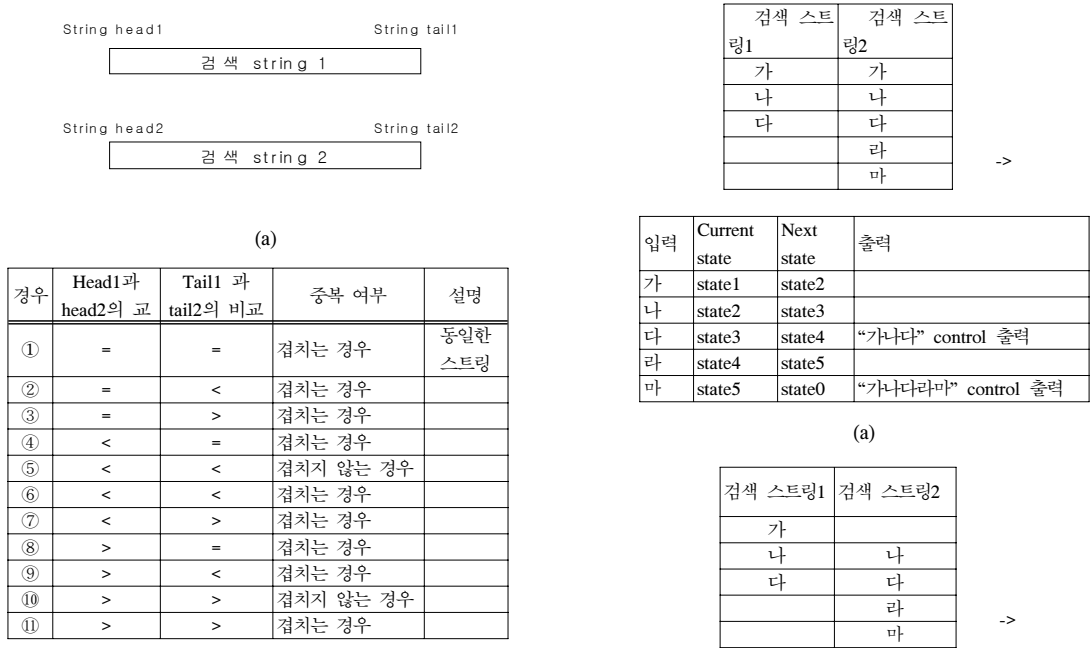 String head1 String tail1
검색 string 1
String head2 String tail2
검색 string 2
(a)
경우 Head1과 head2의 교 Tail1 과 tail2의 비교 중복 여부 설명
① = = 겹치는 경우 동일한 스트링
② = < 겹치는 경우
③ = > 겹치는 경우
④ < = 겹치는 경우
⑤ < < 겹치지 않는 경우
⑥ < < 겹치는 경우
⑦ < > 겹치는 경우
⑧ > = 겹치는 경우
⑨ > < 겹치는 경우
⑩ > > 겹치지 않는 경우
⑪ > > 겹치는 경우
검색 스트 검색 스트
링1 링2
가 가
나 나
다 다
라
마
->
입력 Current state Next state 출력
가 state1 state2
나 state2 state3
다 state3 state4 “가나다” control 출력
라 state4 state5
마 state5 state0 “가나다라마” control 출력
(a)
검색 스트링1 검색 스트링2
가
나 나
다 다
라
마
->